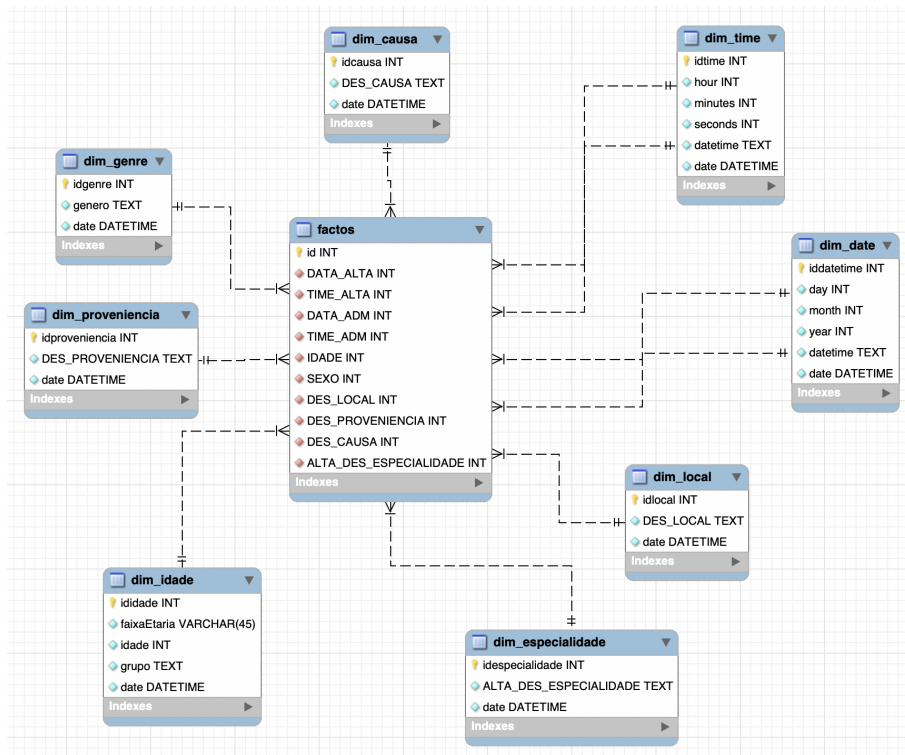 dim_causa
idcausa INT
DES_CAUSA TEXT
date DATETIME
Indexes
dim_time
idtime INT
hour INT
minutes INT
seconds INT
datetime TEXT
date DATETIME
Indexes
dim_genre
idgenre INT
genero TEXT
date DATETIME
Indexes
factos
id INT
DATA_ALTA INT
TIME_ALTA INT
DATA_ADM INT
TIME_ADM INT
IDADE INT
SEXO INT
DES_LOCAL INT
DES_PROVENIENCIA INT
DES_CAUSA INT
ALTA_DES_ESPECIALIDADE INT
Indexes
dim_date
iddatetime INT
day INT
month INT
year INT
datetime TEXT
date DATETIME
Indexes
dim_proveniencia
idproveniencia INT
DES_PROVENIENCIA TEXT
date DATETIME
Indexes
dim_local
idlocal INT
DES_LOCAL TEXT
date DATETIME
Indexes
dim_idade
ididade INT
faixaEtaria VARCHAR(45)
idade INT
grupo TEXT
date DATETIME
Indexes
dim_especialidade
idespecialidade INT
ALTA_DES_ESPECIALIDADE TEXT
date DATETIME
Indexes